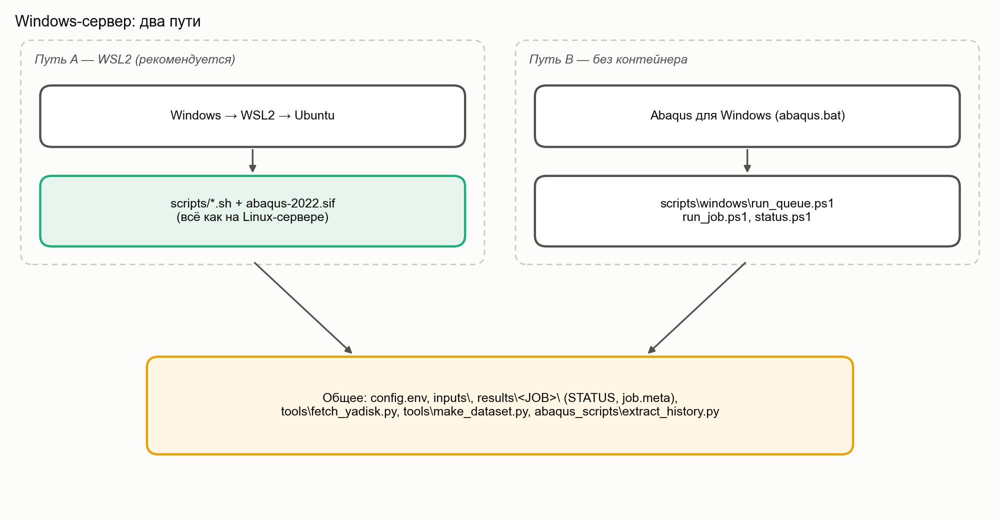 Windows-сервер: два пути
Путь A — WSL2 (рекомендуется)
Windows → WSL2 → Ubuntu
scripts/*.sh + abaqus-2022.sif
(всё как на Linux-сервере)
Путь B — без контейнера
Abaqus для Windows (abaqus.bat)
scripts\windows\run_queue.ps1
run_job.ps1, status.ps1
Общее: config.env, inputs\, results\<JOB>\ (STATUS, job.meta),
tools\fetch_yadisk.py, tools\make_dataset.py, abaqus_scripts\extract_history.py